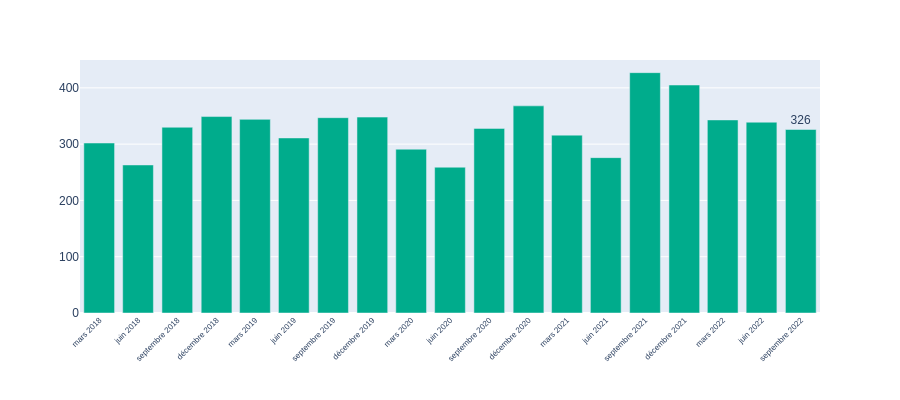 400
300
200
100
0
326
mars 2018
juin 2018
septembre 2018
décembre 2018
mars 2019
juin 2019
septembre 2019
décembre 2019
mars 2020
juin 2020
septembre 2020
décembre 2020
mars 2021
juin 2021
septembre 2021
décembre 2021
mars 2022
juin 2022
septembre 2022